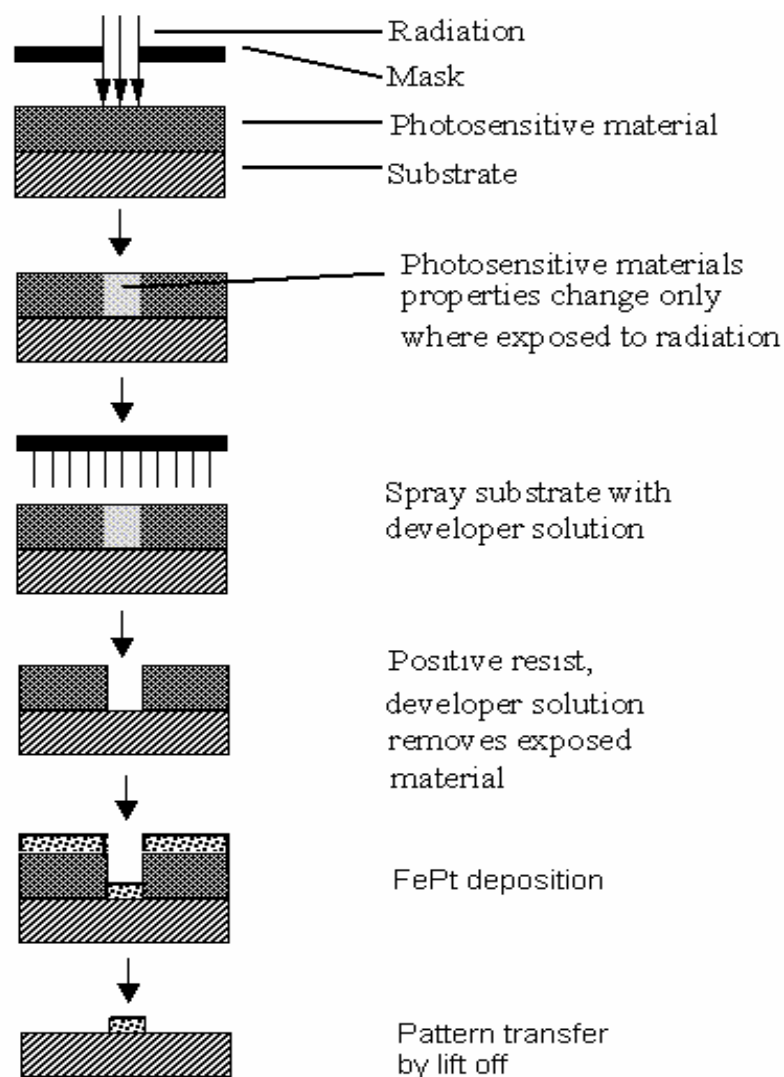 Radiation
Mask
Photosensitive material
Substrate
Photosensitive materials
properties change only
where exposed to radiation
Spray substrate with
developer solution
Positive resist,
developer solution
removes exposed
material
FePt deposition
Pattern transfer
by lift off